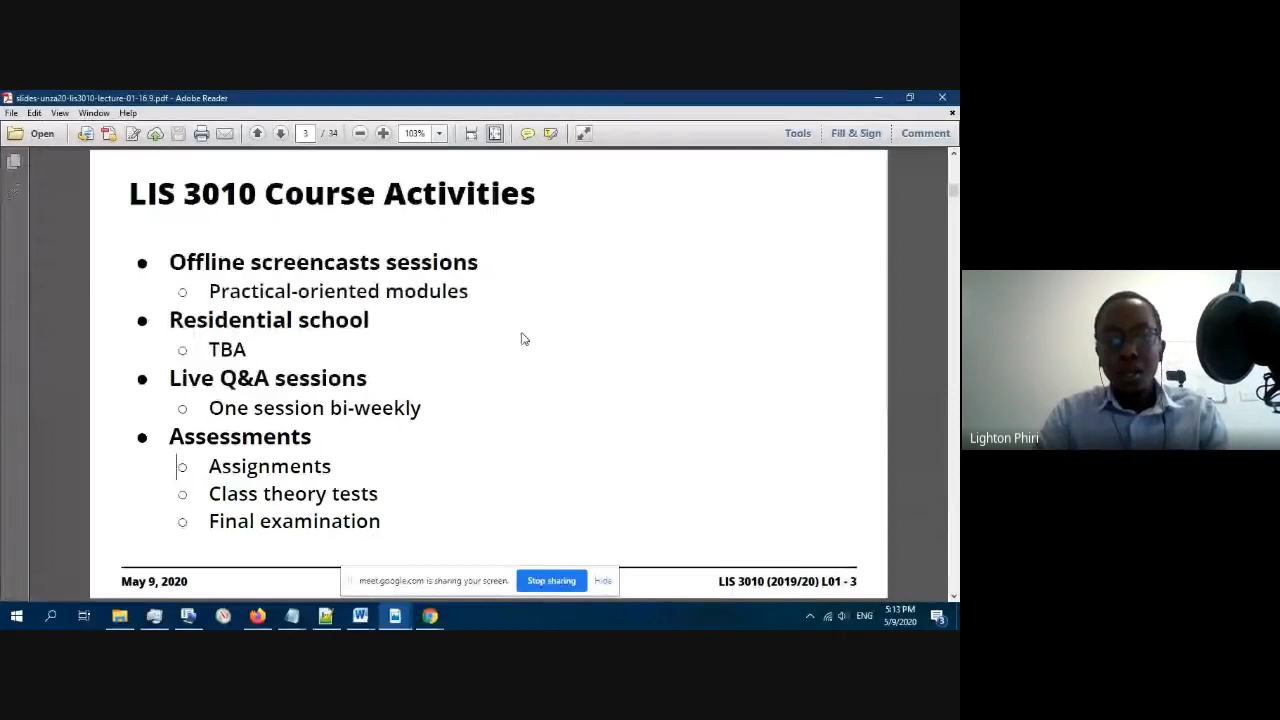 slides-unza20-lis3010-lecture-01-16.9.pdf - Adobe Reader
File Edit View Window Help
Open 3 / 34 103% Tools Fill & Sign Comment
LIS 3010 Course Activities
● Offline screencasts sessions
○ Practical-oriented modules
● Residential school
○ TBA
● Live Q&A sessions
○ One session bi-weekly
● Assessments
○ Assignments
○ Class theory tests
○ Final examination
Lighton Phiri
May 9, 2020
meet.google.com is sharing your screen.
Stop sharing
Hide
LIS 3010 (2019/20) L01 - 3
ENG
5:13 PM
5/9/2020
3